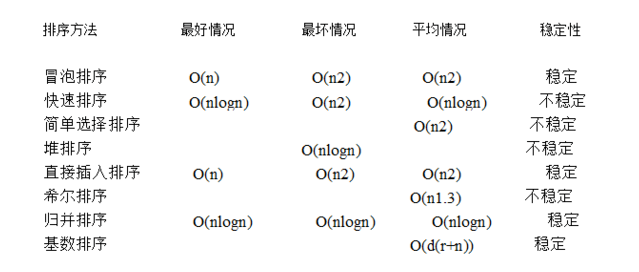 排序方法 最好情况 最坏情况 平均情况 稳定性
冒泡排序 O(n) O(n2) O(n2) 稳定
快速排序 O(nlogn) O(n2) O(nlogn) 不稳定
简单选择排序 O(n2) 不稳定
堆排序 O(nlogn) 不稳定
直接插入排序 O(n) O(n2) O(n2) 稳定
希尔排序 O(n1.3) 不稳定
归并排序 O(nlogn) O(nlogn) O(nlogn) 稳定
基数排序 O(d(r+n)) 稳定